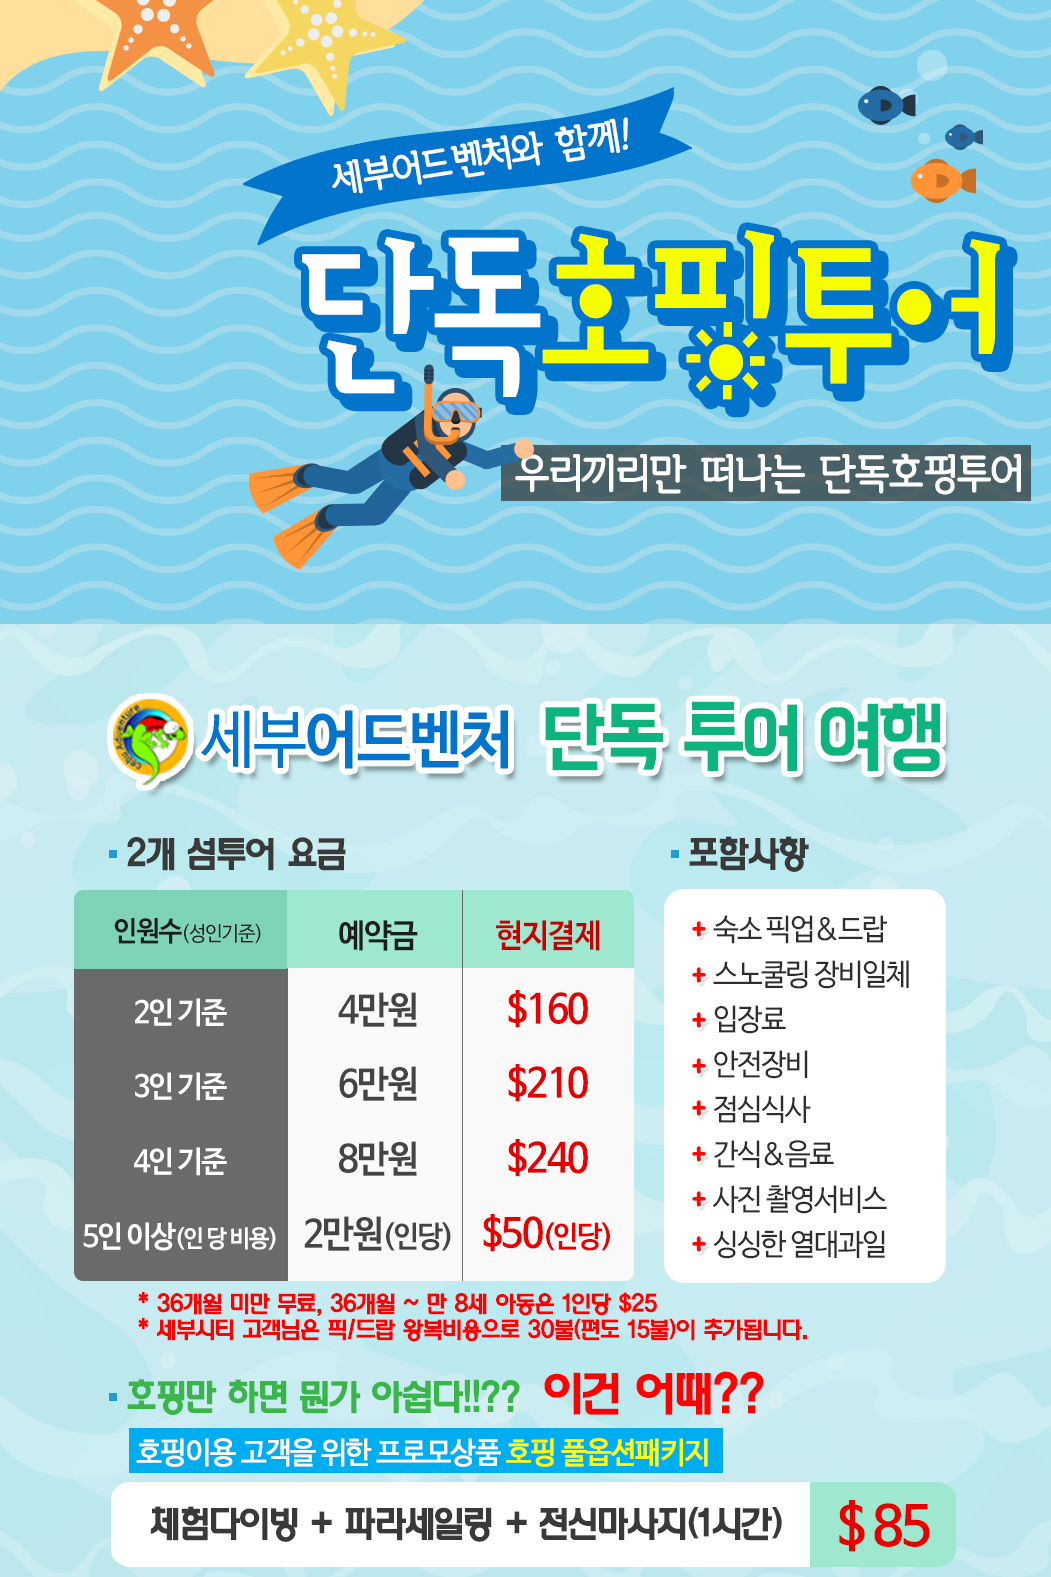 세부어드벤처와 함께!
단독호핑투어
우리끼리만 떠나는 단독호핑투어
Cebu Adventure
세부어드벤처 단독 투어 여행
2개 섬투어 요금
인원수(성인기준) 예약금 현지결제
2인 기준 4만원 $160
3인 기준 6만원 $210
4인 기준 8만원 $240
5인 이상(인 당 비용) 2만원(인당) $50(인당)
포함사항
+ 숙소 픽업&드랍
+ 스노쿨링 장비일체
+ 입장료
+ 안전장비
+ 점심식사
+ 간식&음료
+ 사진 촬영서비스
+ 싱싱한 열대과일
* 36개월 미만 무료, 36개월 ~ 만 8세 아동은 1인당 $25
* 세부시티 고객님은 픽/드랍 왕복비용으로 30불(편도 15불)이 추가됩니다.
호핑만 하면 뭔가 아쉽다!!?? 이건 어때??
호핑이용 고객을 위한 프로모상품 호핑 풀옵션패키지
체험다이빙 + 파라세일링 + 전신마사지(1시간) $ 85